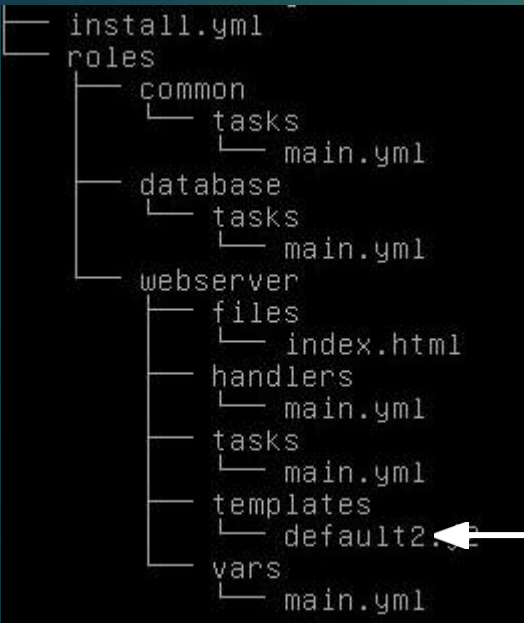 install.yml
roles
common
tasks
main.yml
database
tasks
main.yml
webserver
files
index.html
handlers
main.yml
tasks
main.yml
templates
vars
main.yml